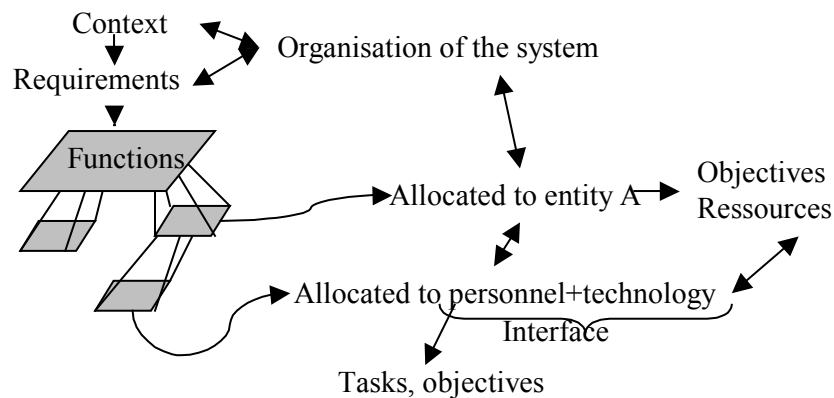 Context
Organisation of the system
Requirements
Functions
Allocated to entity A
Objectives
Ressources
Allocated to personnel+technology
Interface
Tasks, objectives